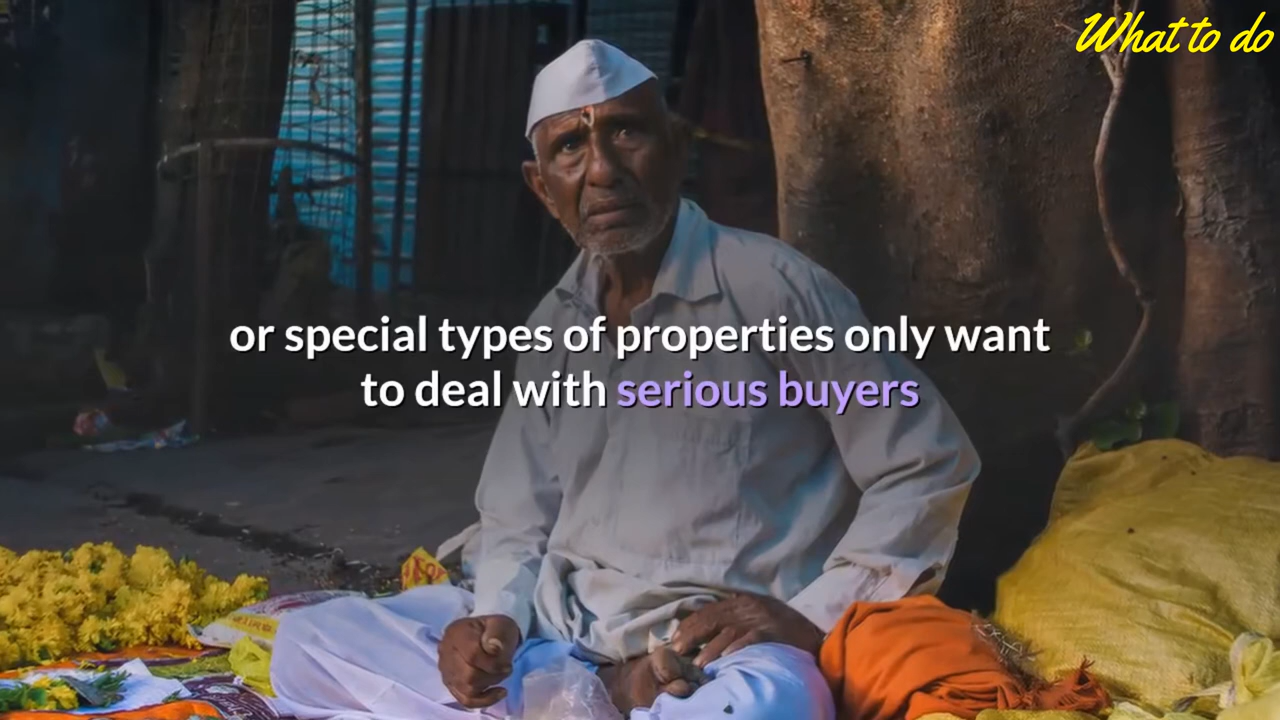 What to do
or special types of properties only want
to deal with serious buyers